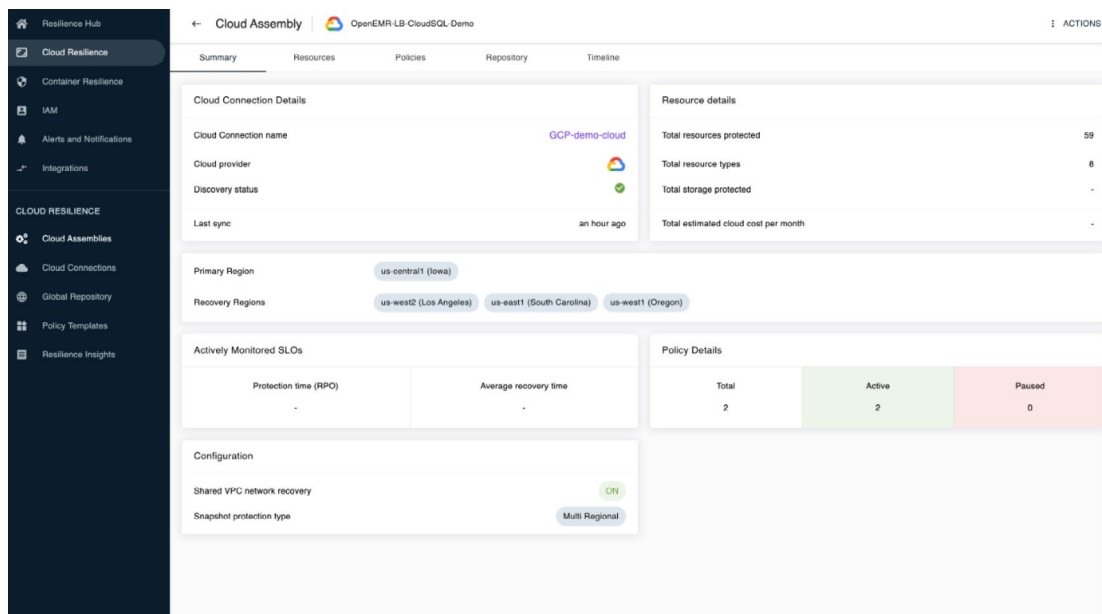 Resilience Hub
Cloud Resilience
Container Resilience
IAM
Alerts and Notifications
Integrations
CLOUD RESILIENCE
Cloud Assemblies
Cloud Connections
Global Repository
Policy Templates
Resilience Insights
← Cloud Assembly OpenEMR-LB-CloudSQL-Demo ACTIONS
Summary Resources Policies Repository Timeline
Cloud Connection Details
Cloud Connection name GCP-demo-cloud
Cloud provider
Discovery status
Last sync an hour ago
Resource details
Total resources protected 59
Total resource types 8
Total storage protected -
Total estimated cloud cost per month -
Primary Region us-central1 (Iowa)
Recovery Regions us-west2 (Los Angeles) us-east1 (South Carolina) us-west1 (Oregon)
Actively Monitored SLOs
Protection time (RPO) Average recovery time
- -
Policy Details
Total Active Paused
2 2 0
Configuration
Shared VPC network recovery ON
Snapshot protection type Multi Regional